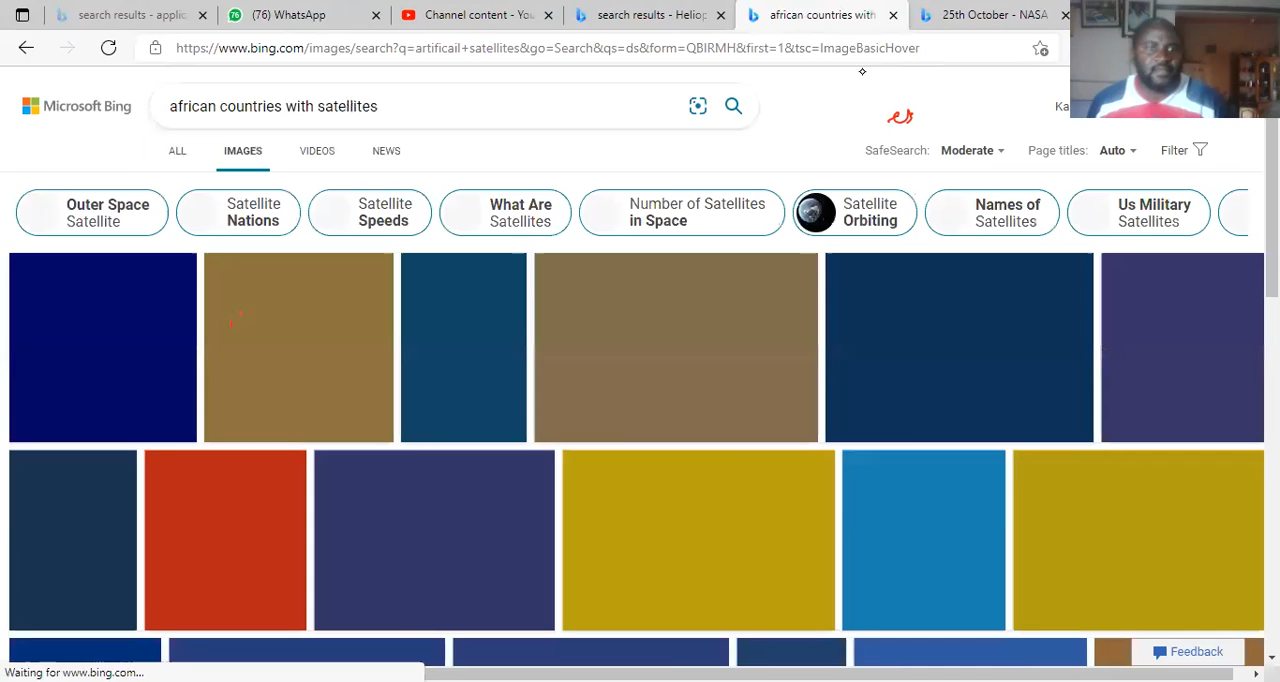 search results - applic
(76) WhatsApp
Channel content - You
search results - Heliop
african countries with
25th October - NASA
https://www.bing.com/images/search?q=artificail+satellites&go=Search&qs=ds&form=QBIRMH&first=1&tsc=ImageBasicHover
Microsoft Bing
african countries with satellites
Ka
es
ALL
IMAGES
VIDEOS
NEWS
SafeSearch: Moderate
Page titles: Auto
Filter
Outer Space
Satellite
Satellite
Nations
Satellite
Speeds
What Are
Satellites
Number of Satellites
in Space
Satellite
Orbiting
Names of
Satellites
Us Military
Satellites
Feedback
Waiting for www.bing.com...